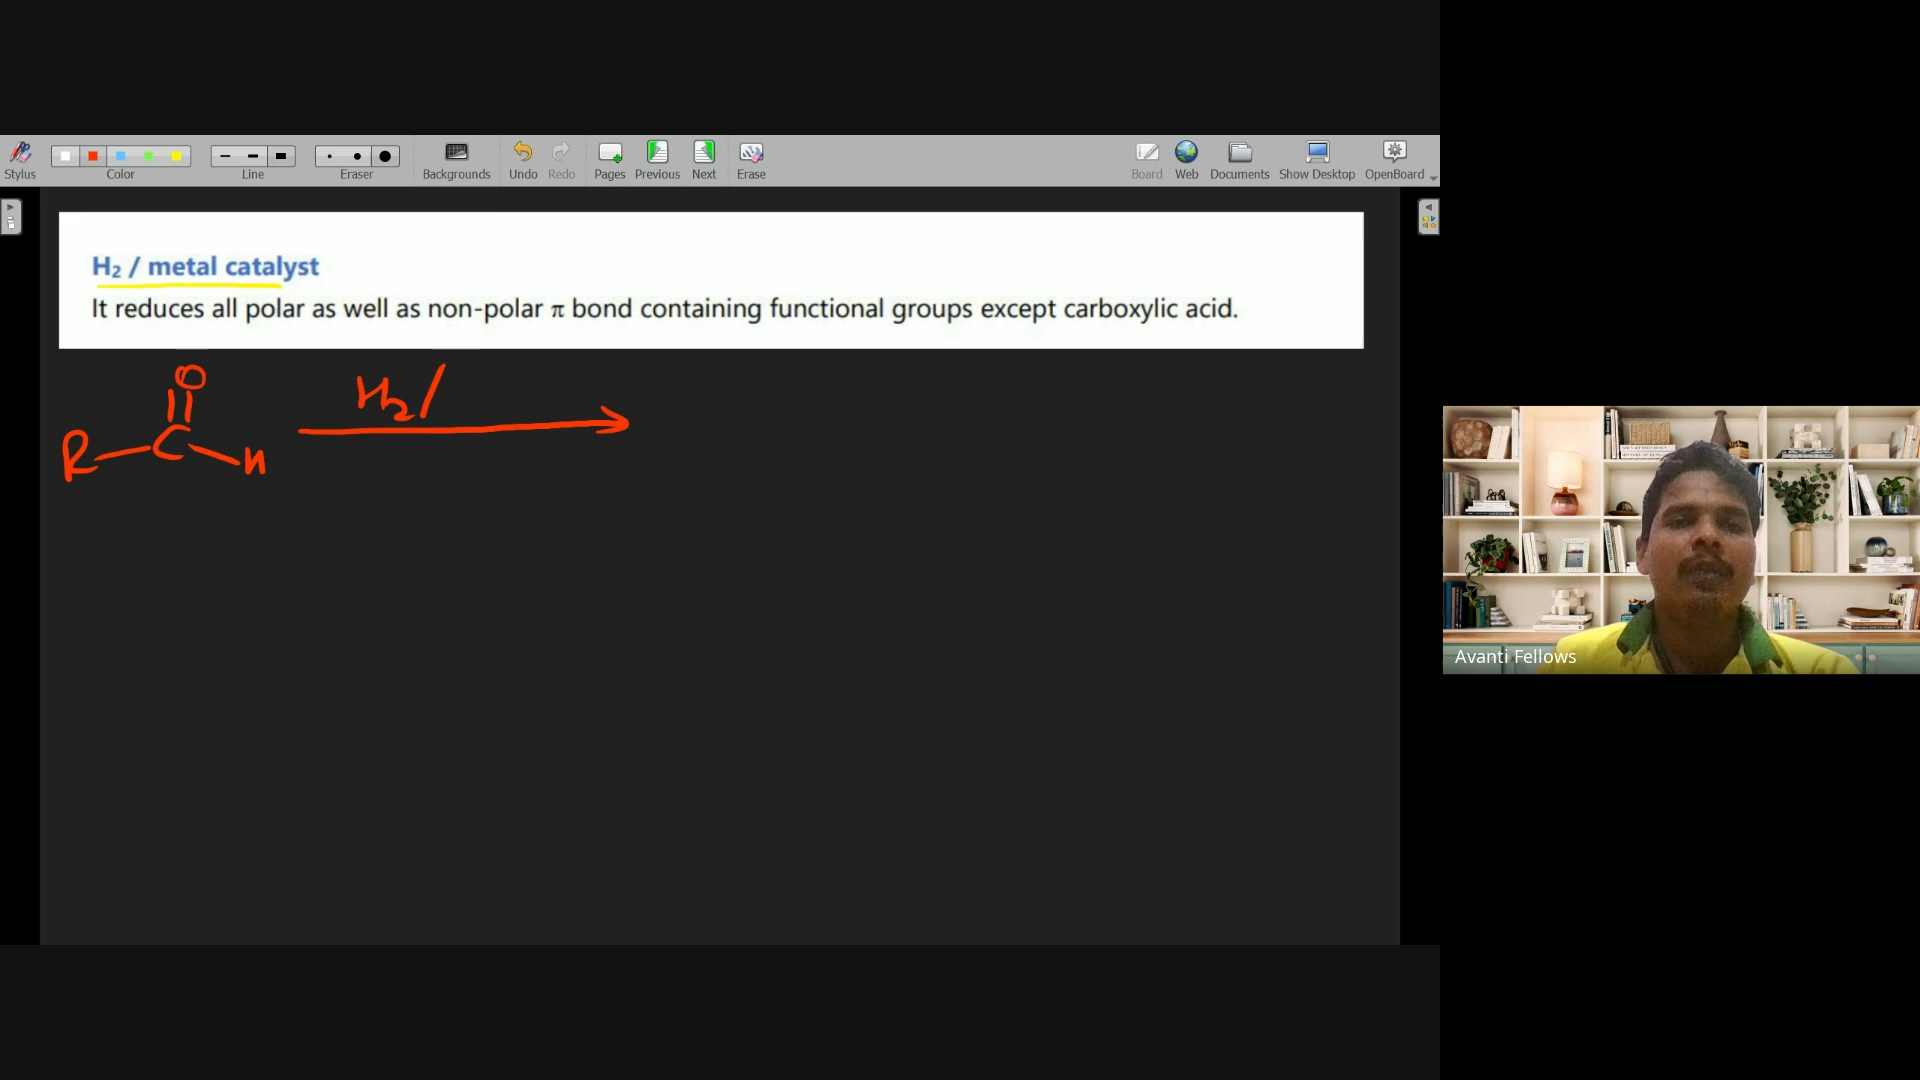 Stylus Color Line Eraser Backgrounds Undo Redo Pages Previous Next Erase Board Web Documents Show Desktop OpenBoard
H₂ / metal catalyst
It reduces all polar as well as non-polar π bond containing functional groups except carboxylic acid.
O
H₂/
R—C—H
Avanti Fellows